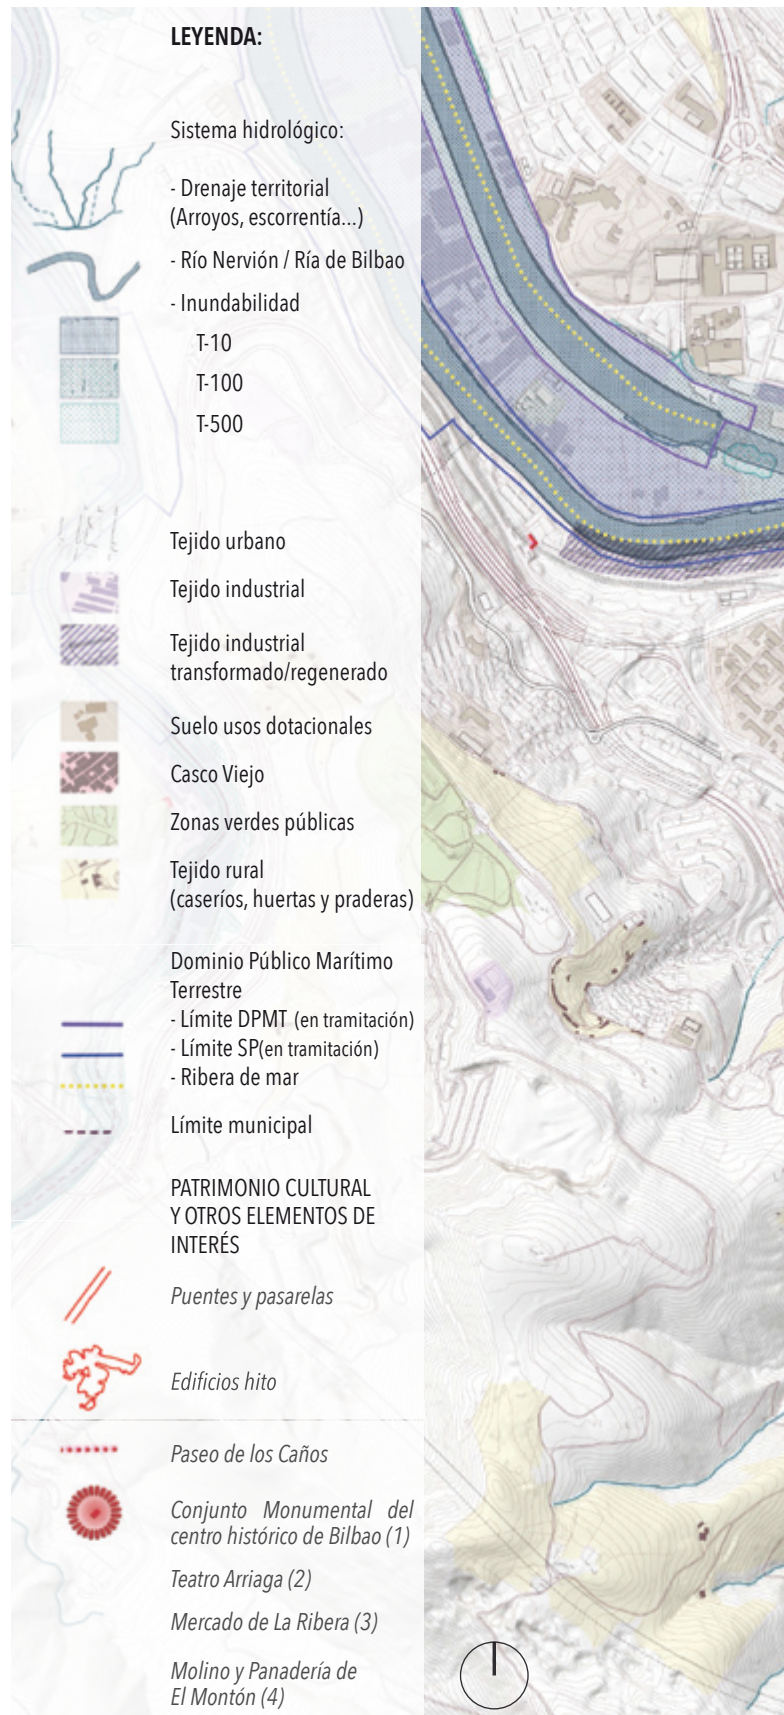 LEYENDA:
Sistema hidrológico:
- Drenaje territorial
(Arroyos, escorrentía...)
- Río Nervión / Ría de Bilbao
- Inundabilidad
T-10
T-100
T-500
Tejido urbano
Tejido industrial
Tejido industrial
transformado/regenerado
Suelo usos dotacionales
Casco Viejo
Zonas verdes públicas
Tejido rural
(caseríos, huertas y praderas)
Dominio Público Marítimo
Terrestre
- Límite DPMT (en tramitación)
- Límite SP(en tramitación)
- Ribera de mar
Límite municipal
PATRIMONIO CULTURAL
Y OTROS ELEMENTOS DE
INTERÉS
Puentes y pasarelas
Edificios hito
Paseo de los Caños
Conjunto Monumental del
centro histórico de Bilbao (1)
Teatro Arriaga (2)
Mercado de La Ribera (3)
Molino y Panadería de
El Montón (4)